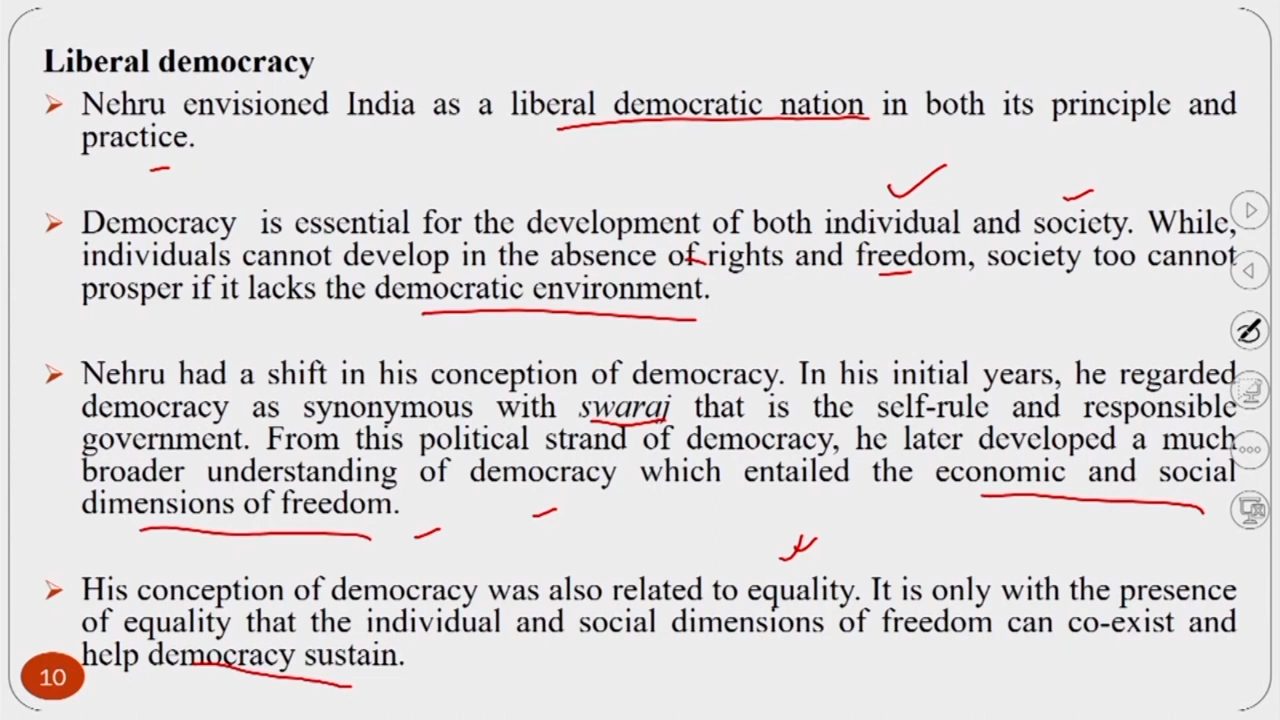 Liberal democracy
Nehru envisioned India as a liberal democratic nation in both its principle and
practice.
Democracy is essential for the development of both individual and society. While,
individuals cannot develop in the absence of rights and freedom, society too cannot
prosper if it lacks the democratic environment.
Nehru had a shift in his conception of democracy. In his initial years, he regarded
democracy as synonymous with swaraj that is the self-rule and responsible
government. From this political strand of democracy, he later developed a much
broader understanding of democracy which entailed the economic and social
dimensions of freedom.
His conception of democracy was also related to equality. It is only with the presence
of equality that the individual and social dimensions of freedom can co-exist and
help democracy sustain.
10